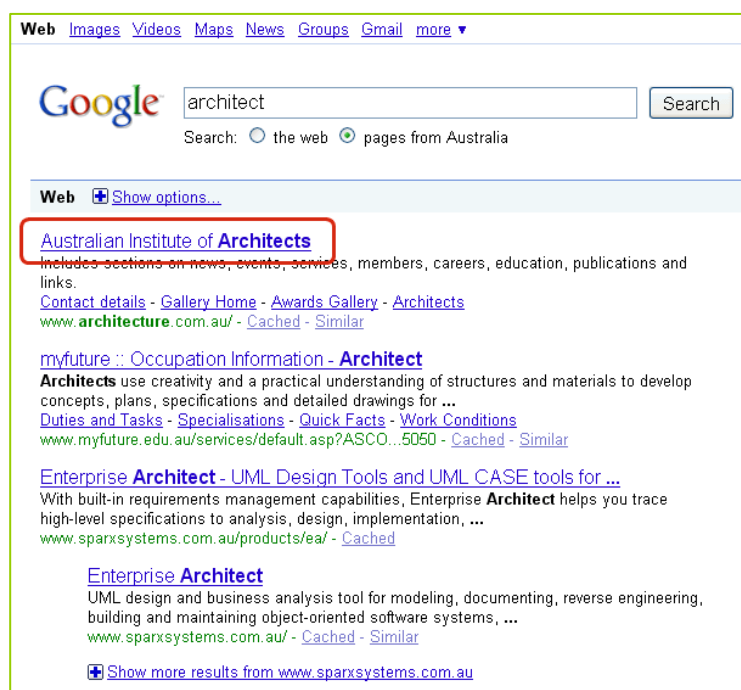 Web Images Videos Maps News Groups Gmail more ▼
Google architect Search
Search: the web pages from Australia
Web Show options...
Australian Institute of Architects
Includes sections on news, events, services, members, careers, education, publications and
links.
Contact details - Gallery Home - Awards Gallery - Architects
www.architecture.com.au/ - Cached - Similar
myfuture :: Occupation Information - Architect
Architects use creativity and a practical understanding of structures and materials to develop
concepts, plans, specifications and detailed drawings for ...
Duties and Tasks - Specialisations - Quick Facts - Work Conditions
www.myfuture.edu.au/services/default.asp?ASCO...5050 - Cached - Similar
Enterprise Architect - UML Design Tools and UML CASE tools for ...
With built-in requirements management capabilities, Enterprise Architect helps you trace
high-level specifications to analysis, design, implementation, ...
www.sparxsystems.com.au/products/ea/ - Cached
Enterprise Architect
UML design and business analysis tool for modeling, documenting, reverse engineering,
building and maintaining object-oriented software systems, ...
www.sparxsystems.com.au/ - Cached - Similar
Show more results from www.sparxsystems.com.au